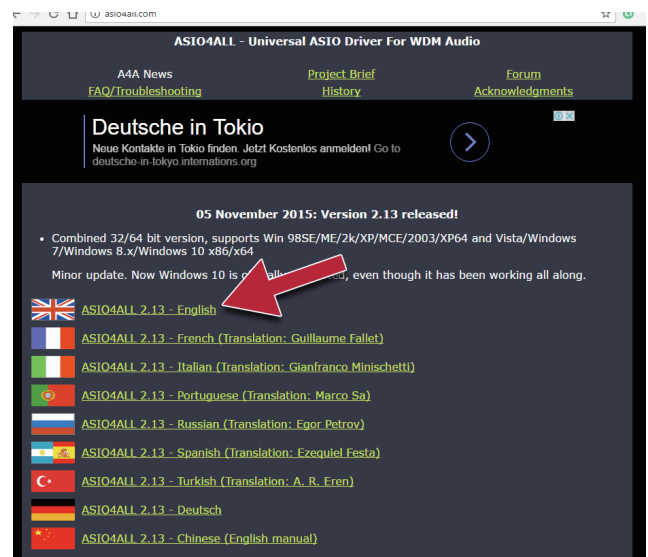 asio4all.com
ASIO4ALL - Universal ASIO Driver For WDM Audio
A4A News Project Brief Forum
FAQ/Troubleshooting History Acknowledgments
Deutsche in Tokio
Neue Kontakte in Tokio finden. Jetzt Kostenlos anmelden! Go to
deutsche-in-tokyo.internations.org
05 November 2015: Version 2.13 released!
• Combined 32/64 bit version, supports Win 98SE/ME/2k/XP/MCE/2003/XP64 and Vista/Windows
7/Windows 8.x/Windows 10 x86/x64
Minor update. Now Windows 10 is even though it has been working all along.
ASIO4ALL 2.13 - English
ASIO4ALL 2.13 - French (Translation: Guillaume Fallet)
ASIO4ALL 2.13 - Italian (Translation: Gianfranco Minischetti)
ASIO4ALL 2.13 - Portuguese (Translation: Marco Sa)
ASIO4ALL 2.13 - Russian (Translation: Egor Petrov)
ASIO4ALL 2.13 - Spanish (Translation: Ezequiel Festa)
ASIO4ALL 2.13 - Turkish (Translation: A. R. Eren)
ASIO4ALL 2.13 - Deutsch
ASIO4ALL 2.13 - Chinese (English manual)